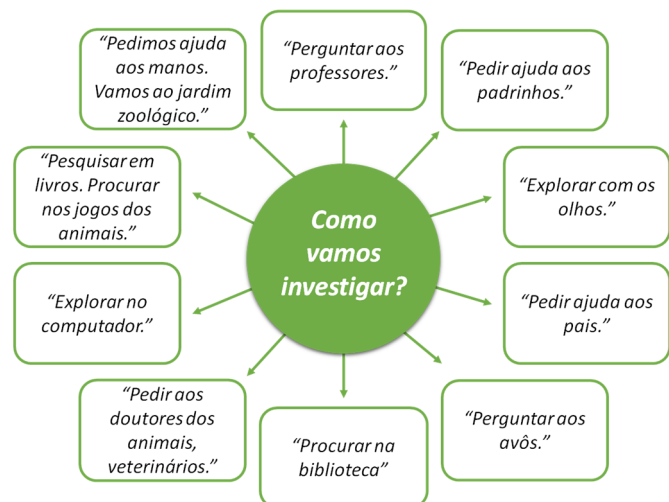 “Pedimos ajuda
aos manos.
Vamos ao jardim
zoológico.”
“Perguntar aos
professores.”
“Pedir ajuda aos
padrinhos.”
“Pesquisar em
livros. Procurar
nos jogos dos
animais.”
“Explorar com os
olhos.”
Como
vamos
investigar?
“Explorar no
computador.”
“Pedir ajuda aos
pais.”
“Pedir aos
doutores dos
animais,
veterinários.”
“Procurar na
biblioteca”
“Perguntar aos
avôs.”